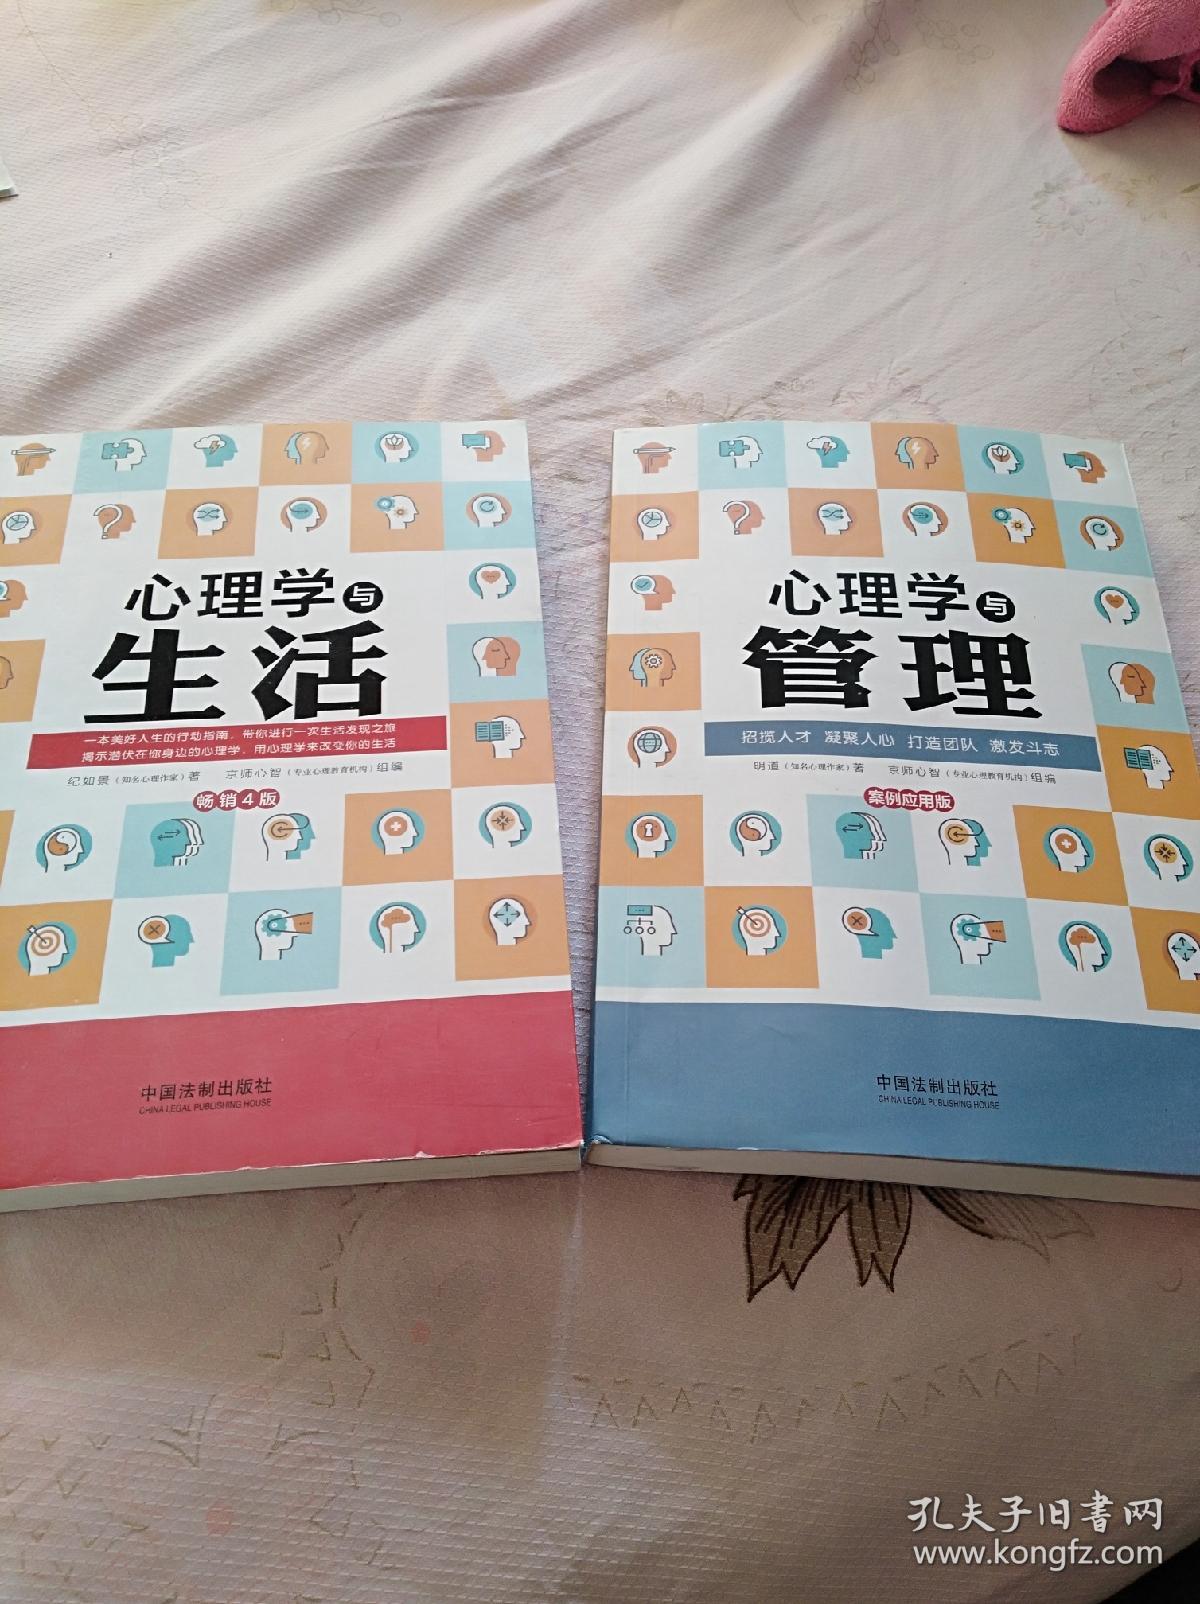 心理学与
生活
一本美好人生的行动指南,带你进行一次生活发现之旅
揭示潜伏在你身边的心理学,用心理学来改变你的生活
纪如景(知名心理作家)著 京师心智(专业心理教育机构)组编
畅销4版
中国法制出版社
CHINA LEGAL PUBLISHING HOUSE
心理学与
管理
招揽人才 凝聚人心 打造团队 激发斗志
明道(知名心理作家)著 京师心智(专业心理教育机构)组编
案例应用版
中国法制出版社
CHINA LEGAL PUBLISHING HOUSE
孔夫子旧书网
www.kongfz.com